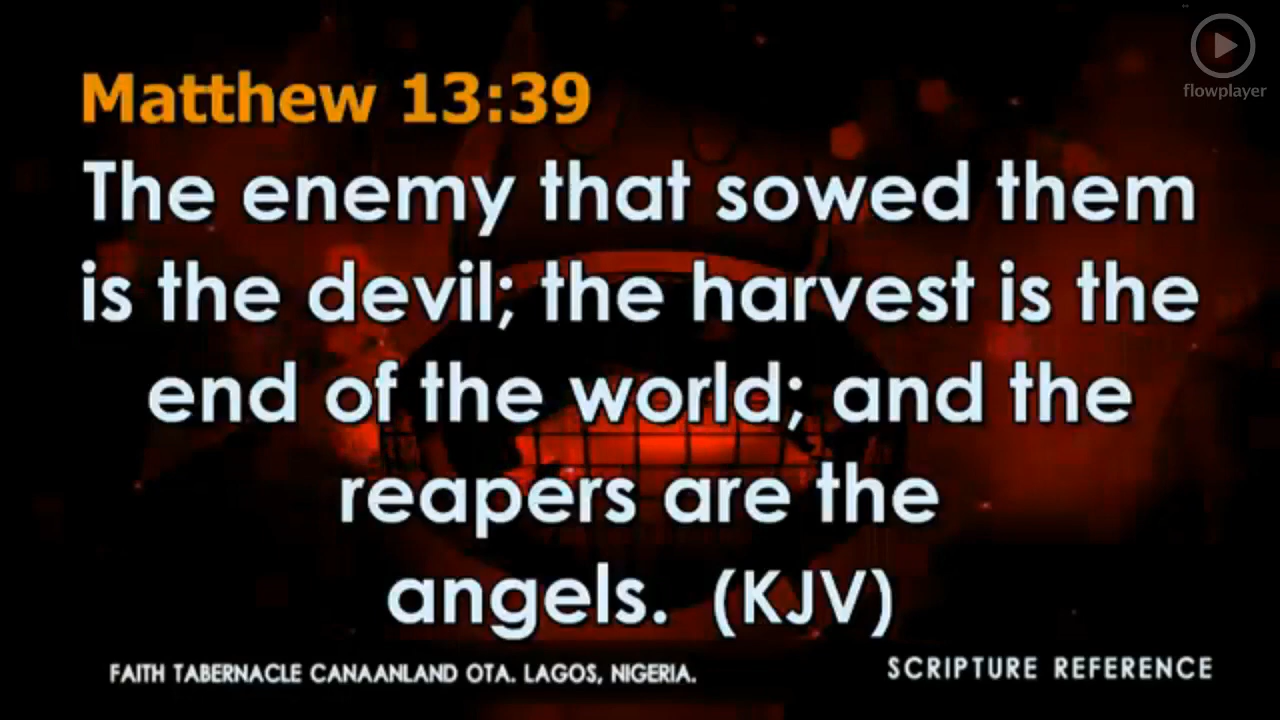 flowplayer
Matthew 13:39
The enemy that sowed them
is the devil; the harvest is the
end of the world; and the
reapers are the
angels. (KJV)
FAITH TABERNACLE CANAANLAND OTA. LAGOS, NIGERIA.
SCRIPTURE REFERENCE